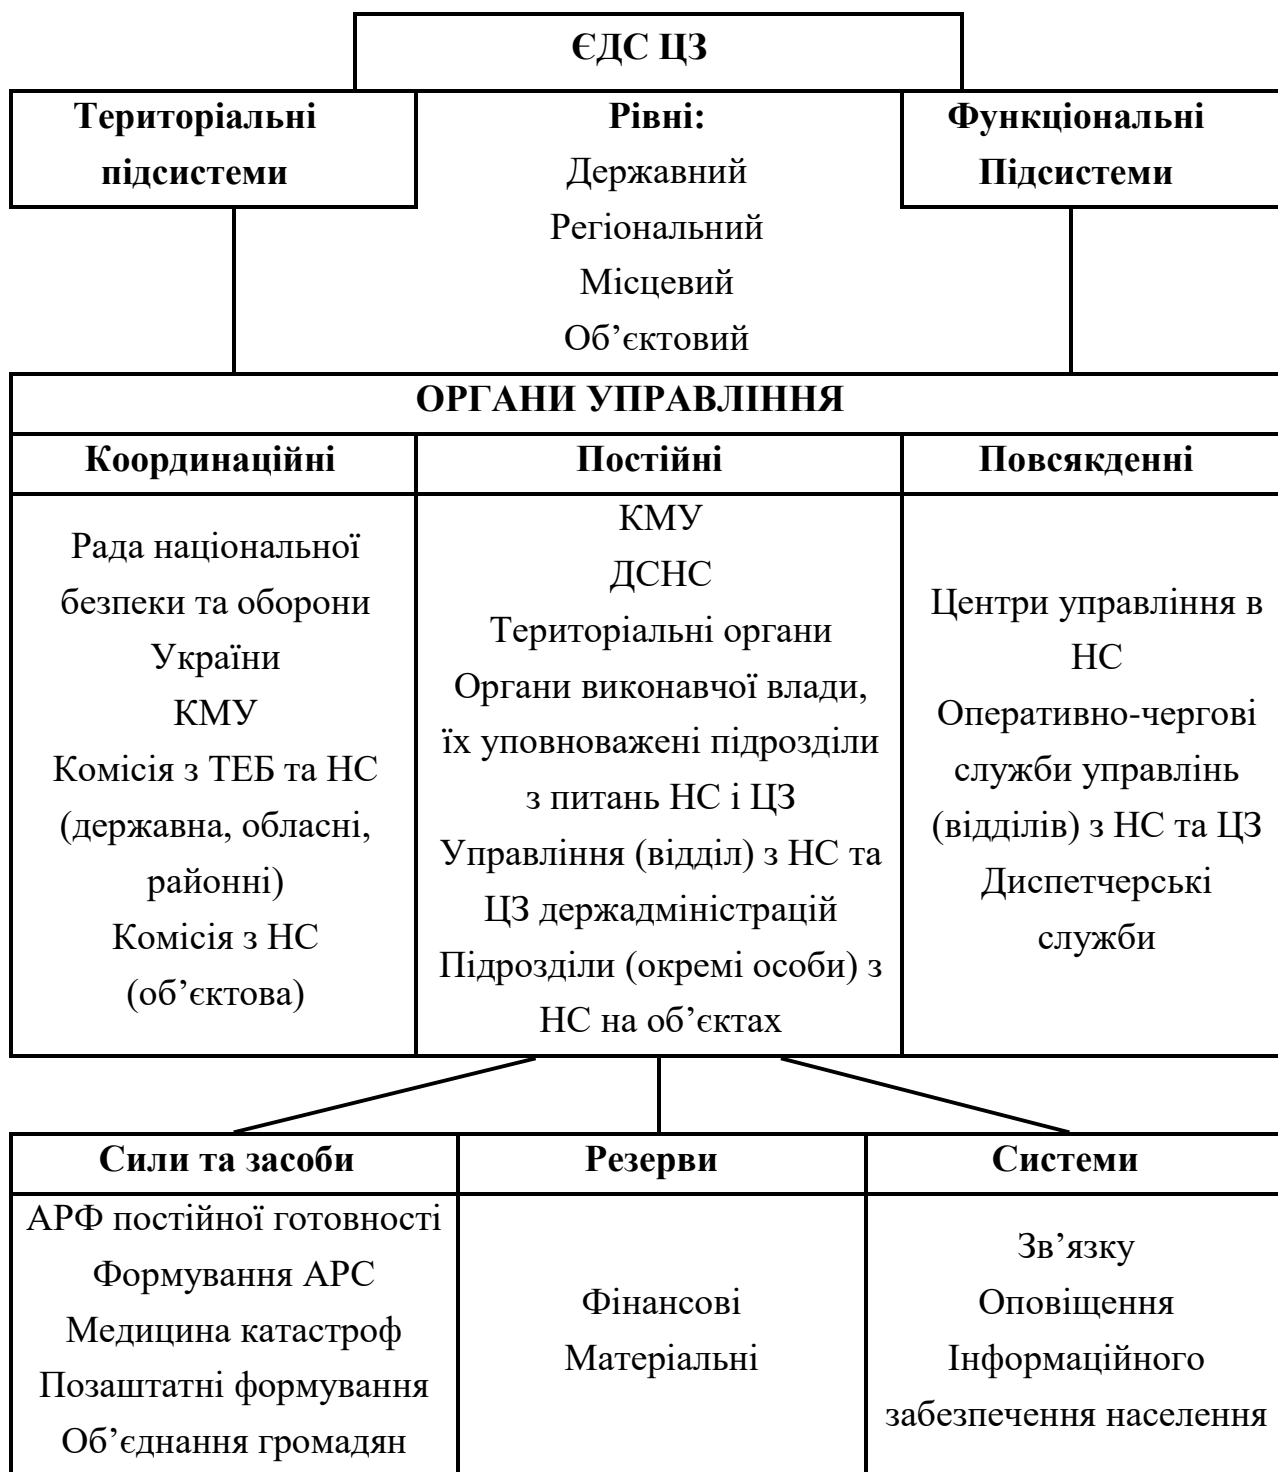 ЄДС ЦЗ
Територіальні
підсистеми
Рівні:
Державний
Регіональний
Місцевий
Об’єктовий
Функціональні
Підсистеми
ОРГАНИ УПРАВЛІННЯ
Координаційні
Постійні
Повсякденні
Рада національної
безпеки та оборони
України
КМУ
Комісія з ТЕБ та НС
(державна, обласні,
районні)
Комісія з НС
(об’єктова)
КМУ
ДСНС
Територіальні органи
Органи виконавчої влади,
їх уповноважені підрозділи
з питань НС і ЦЗ
Управління (відділ) з НС та
ЦЗ держадміністрацій
Підрозділи (окремі особи) з
НС на об’єктах
Центри управління в
НС
Оперативно-чергові
служби управлінь
(відділів) з НС та ЦЗ
Диспетчерські
служби
Сили та засоби
Резерви
Системи
АРФ постійної готовності
Формування АРС
Медицина катастроф
Позаштатні формування
Об’єднання громадян
Фінансові
Матеріальні
Зв’язку
Оповіщення
Інформаційного
забезпечення населення